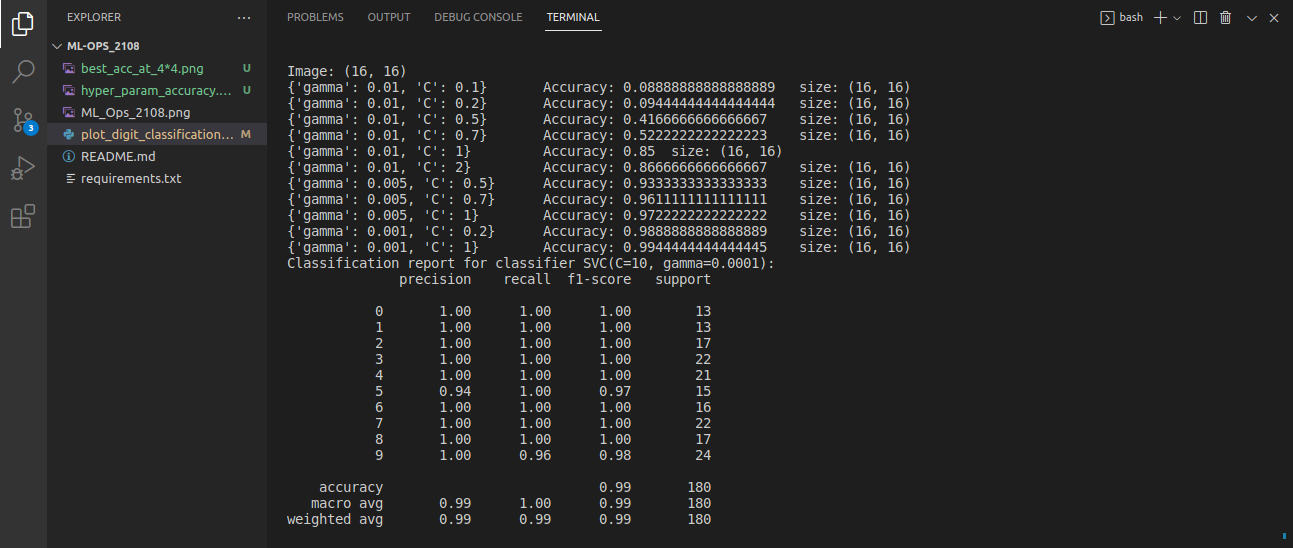 EXPLORER ...
ML-OPS_2108
best_acc_at_4*4.png U
hyper_param_accuracy.... U
ML_Ops_2108.png
plot_digit_classification... M
README.md
requirements.txt
3
PROBLEMS OUTPUT DEBUG CONSOLE TERMINAL
bash
Image: (16, 16)
{'gamma': 0.01, 'C': 0.1} Accuracy: 0.08888888888888889 size: (16, 16)
{'gamma': 0.01, 'C': 0.2} Accuracy: 0.09444444444444444 size: (16, 16)
{'gamma': 0.01, 'C': 0.5} Accuracy: 0.4166666666666667 size: (16, 16)
{'gamma': 0.01, 'C': 0.7} Accuracy: 0.5222222222222223 size: (16, 16)
{'gamma': 0.01, 'C': 1} Accuracy: 0.85 size: (16, 16)
{'gamma': 0.01, 'C': 2} Accuracy: 0.8666666666666667 size: (16, 16)
{'gamma': 0.005, 'C': 0.5} Accuracy: 0.9333333333333333 size: (16, 16)
{'gamma': 0.005, 'C': 0.7} Accuracy: 0.9611111111111111 size: (16, 16)
{'gamma': 0.005, 'C': 1} Accuracy: 0.9722222222222222 size: (16, 16)
{'gamma': 0.001, 'C': 0.2} Accuracy: 0.9888888888888889 size: (16, 16)
{'gamma': 0.001, 'C': 1} Accuracy: 0.9944444444444445 size: (16, 16)
Classification report for classifier SVC(C=10, gamma=0.0001):
precision recall f1-score support
0 1.00 1.00 1.00 13
1 1.00 1.00 1.00 13
2 1.00 1.00 1.00 17
3 1.00 1.00 1.00 22
4 1.00 1.00 1.00 21
5 0.94 1.00 0.97 15
6 1.00 1.00 1.00 16
7 1.00 1.00 1.00 22
8 1.00 1.00 1.00 17
9 1.00 0.96 0.98 24
accuracy 0.99 180
macro avg 0.99 1.00 0.99 180
weighted avg 0.99 0.99 0.99 180